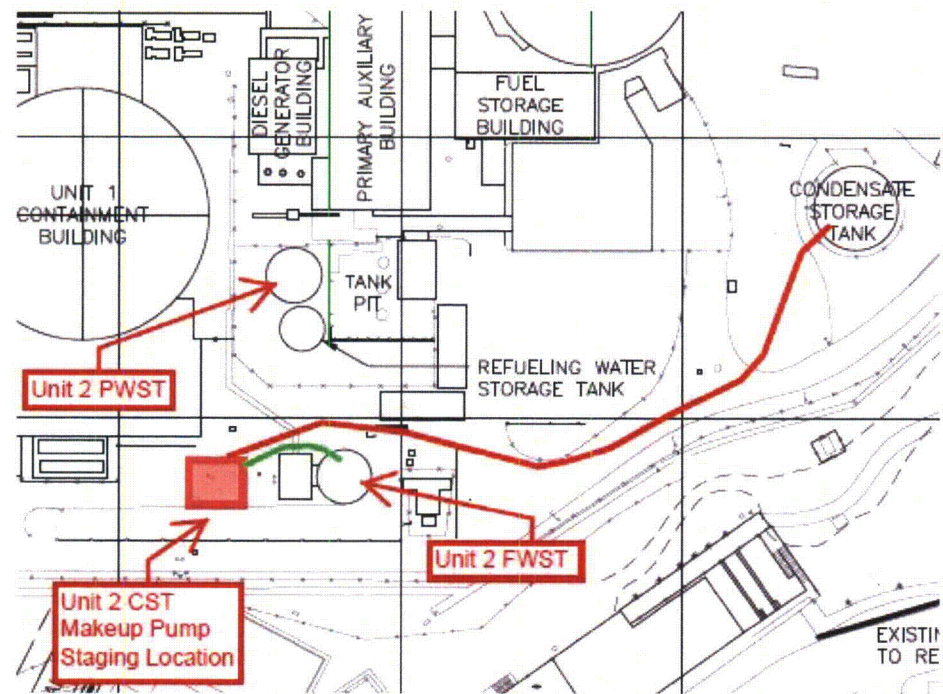 DIESEL
GENERATOR
BUILDING
PRIMARY AUXILIARY
BUILDING
FUEL
STORAGE
BUILDING
UNIT 1
CONTAINMENT
BUILDING
CONDENSATE
STORAGE
TANK
TANK
PIT
REFUELING WATER
STORAGE TANK
Unit 2 PWST
Unit 2 FWST
Unit 2 CST
Makeup Pump
Staging Location
EXISTIN
TO RE